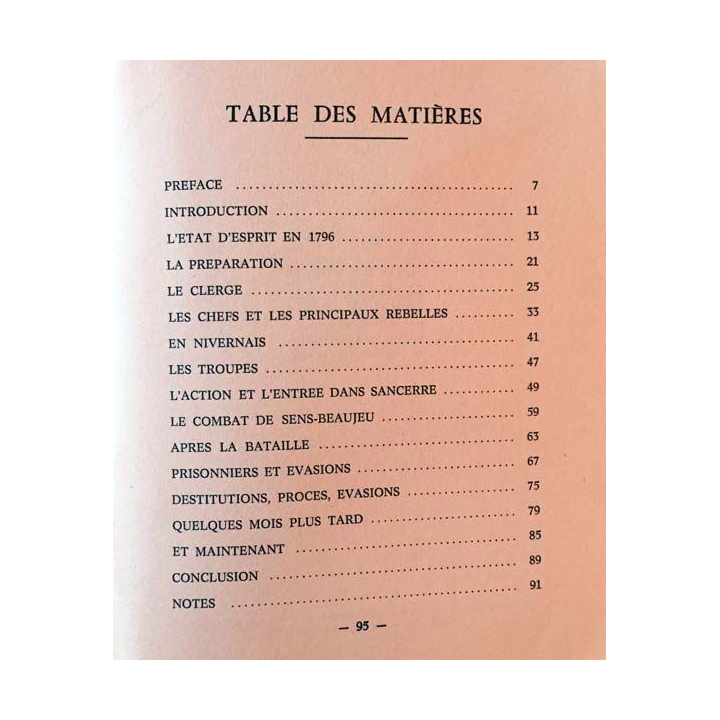 TABLE DES MATIÈRES
PREFACE ........................................ 7
INTRODUCTION ................................... 11
L'ETAT D'ESPRIT EN 1796 ........................ 13
LA PREPARATION ................................. 21
LE CLERGE ...................................... 25
LES CHEFS ET LES PRINCIPAUX REBELLES .......... 33
EN NIVERNAIS ................................... 41
LES TROUPES .................................... 47
L'ACTION ET L'ENTREE DANS SANCERRE ............ 49
LE COMBAT DE SENS-BEAUJEU ...................... 59
APRES LA BATAILLE .............................. 63
PRISONNIERS ET EVASIONS ........................ 67
DESTITUTIONS, PROCES, EVASIONS ................. 75
QUELQUES MOIS PLUS TARD ........................ 79
ET MAINTENANT .................................. 85
CONCLUSION ..................................... 89
NOTES .......................................... 91
— 95 —